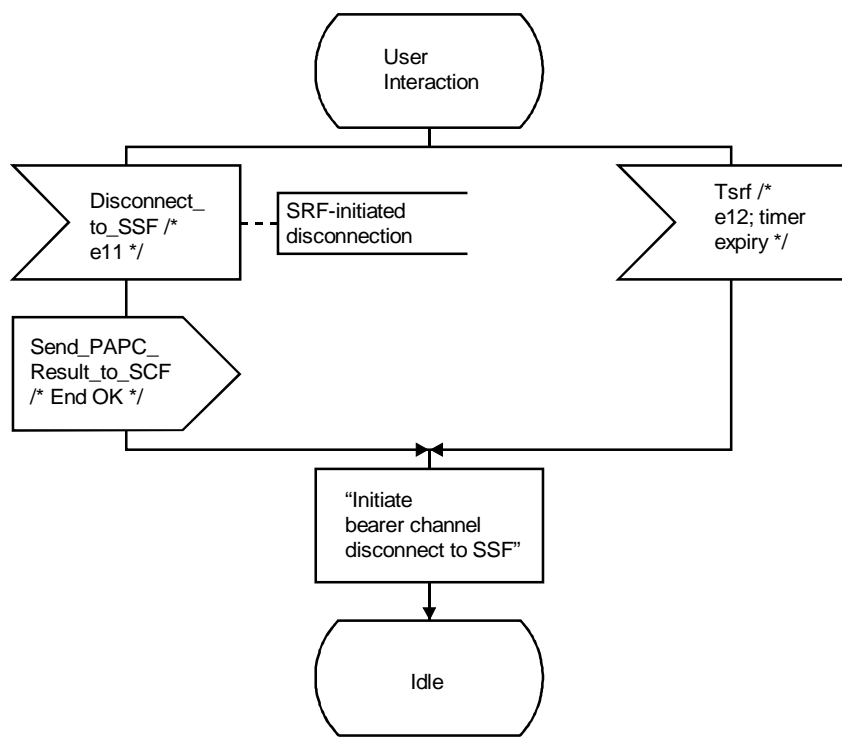 User
Interaction
Disconnect_
to_SSF /*
e11 */
SRF-initiated
disconnection
Tsrf /*
e12; timer
expiry */
Send_PAPC_
Result_to_SCF
/* End OK */
“Initiate
bearer channel
disconnect to SSF”
Idle